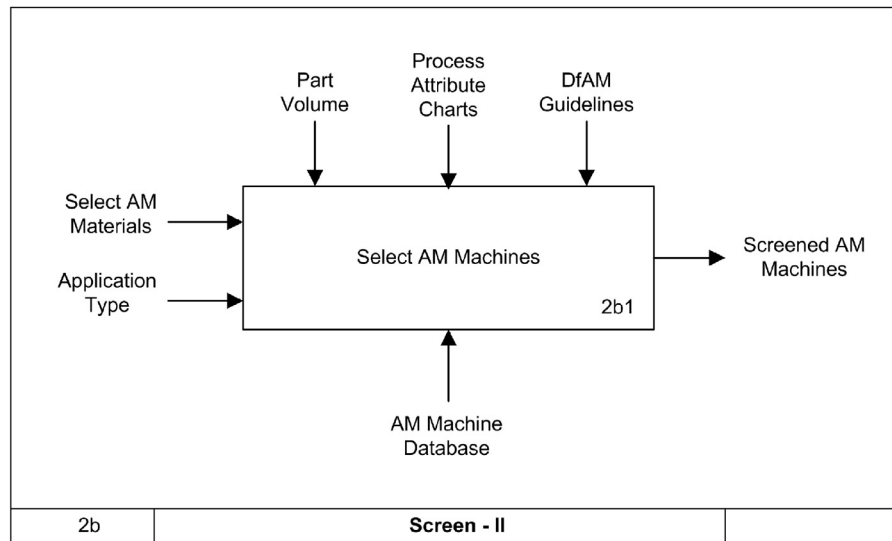 Part
Volume
Process
Attribute
Charts
DfAM
Guidelines
Select AM
Materials
Application
Type
Select AM Machines
2b1
Screened AM
Machines
AM Machine
Database
2b
Screen - II